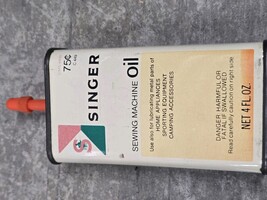 75¢
SINGER
SEWING MACHINE Oil
Use also for lubricating metal parts of
HOME APPLIANCES
SPORTING EQUIPMENT
CAMPING ACCESSORIES
DANGER: HARMFUL OR
FATAL IF SWALLOWED
Read carefully caution on right side
NET 4 FL OZ